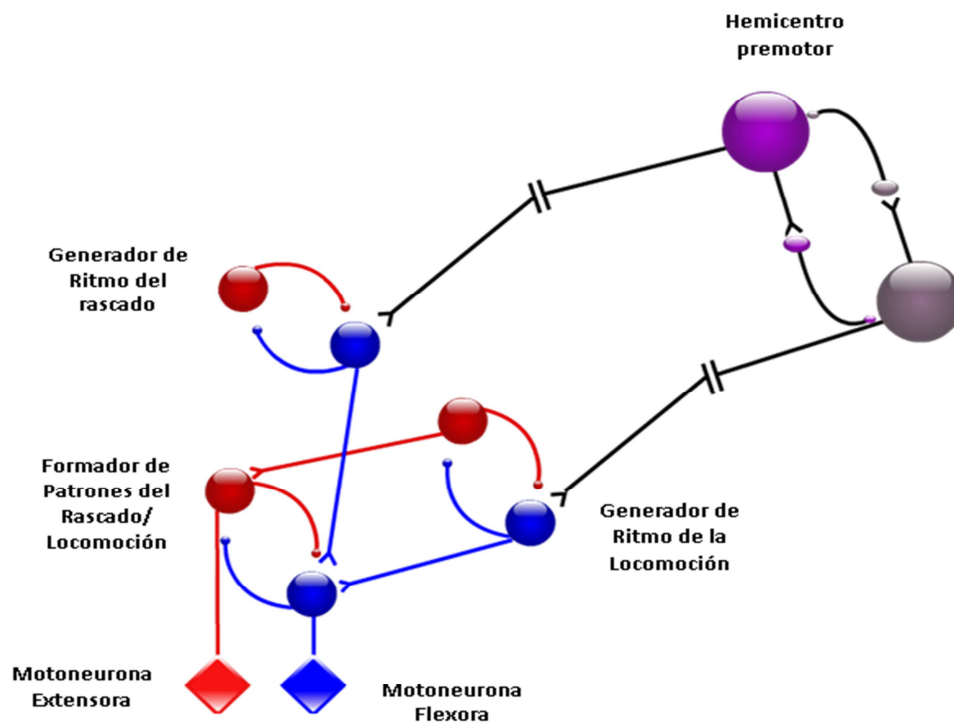 Hemicentro
premotor
Generador de
Ritmo del
rascado
Formador de
Patrones del
Rascado/
Locomoción
Generador de
Ritmo de la
Locomoción
Motoneurona
Extensora
Motoneurona
Flexora